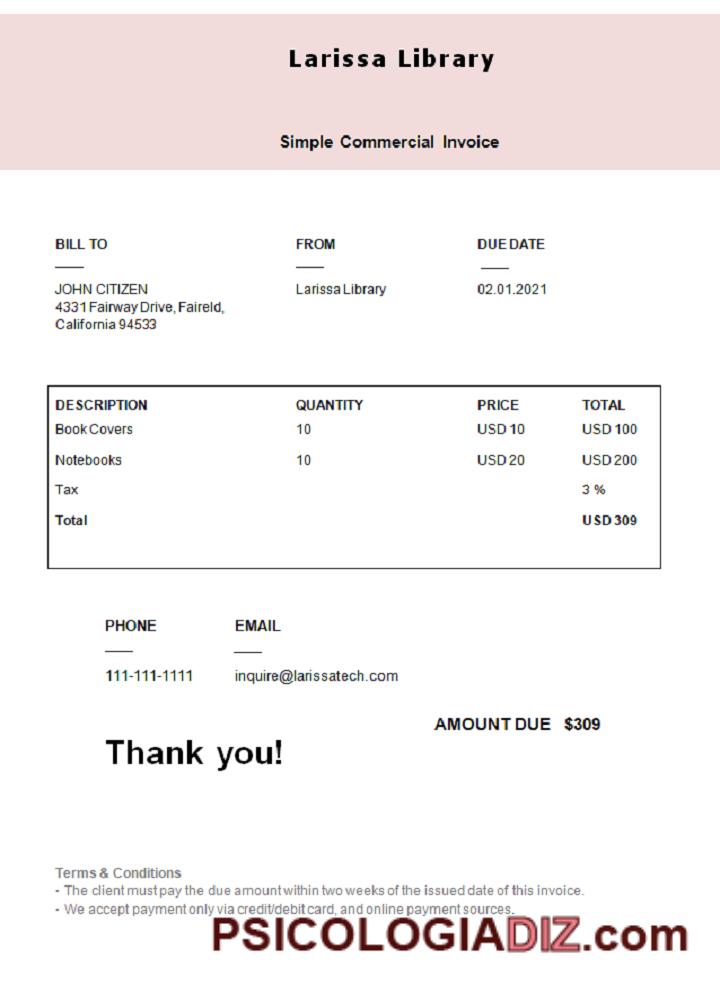 Larissa Library
Simple Commercial Invoice
BILL TO
FROM
DUE DATE
JOHN CITIZEN
Larissa Library
02.01.2021
4331 Fairway Drive, Faireld,
California 94533
DESCRIPTION QUANTITY PRICE TOTAL
Book Covers 10 USD 10 USD 100
Notebooks 10 USD 20 USD 200
Tax 3 %
Total USD 309
PHONE EMAIL
111-111-1111 inquire@larissatech.com
AMOUNT DUE $309
Thank you!
Terms & Conditions
- The client must pay the due amount within two weeks of the issued date of this invoice.
- We accept payment only via credit/debit card, and online payment sources.
PSICOLOGIADIZ.com